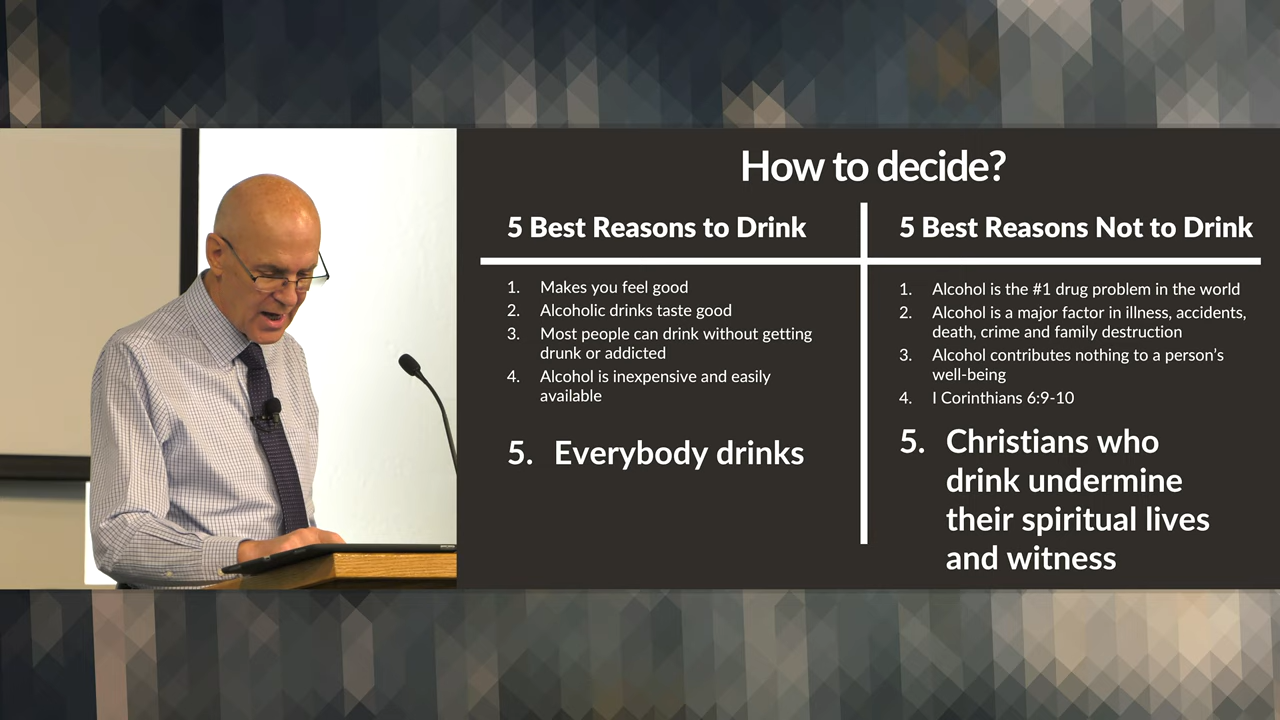 How to decide?
5 Best Reasons to Drink
1. Makes you feel good
2. Alcoholic drinks taste good
3. Most people can drink without getting
drunk or addicted
4. Alcohol is inexpensive and easily
available
5. Everybody drinks
5 Best Reasons Not to Drink
1. Alcohol is the #1 drug problem in the world
2. Alcohol is a major factor in illness, accidents,
death, crime and family destruction
3. Alcohol contributes nothing to a person's
well-being
4. I Corinthians 6:9-10
5. Christians who
drink undermine
their spiritual lives
and witness